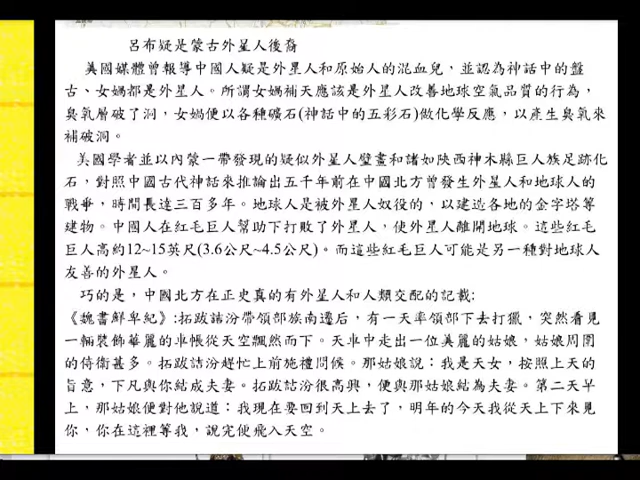 呂布疑是蒙古外星人後裔
美國媒體曾報導中國人疑是外星人和原始人的混血兒，並認為神話中的盤
古、女媧都是外星人。所謂女媧補天應該是外星人改善地球空氣品質的行為，
臭氧層破了洞，女媧便以各種礦石(神話中的五彩石)做化學反應，以產生臭氧來
補破洞。
美國學者並以內蒙一帶發現的疑似外星人壁畫和諸如陝西神木縣巨人族足跡化
石，對照中國古代神話來推論出五千年前在中國北方曾發生外星人和地球人的
戰爭，時間長達三百多年。地球人是被外星人奴役的，以建造各地的金字塔等
建物。中國人在紅毛巨人幫助下打敗了外星人，使外星人離開地球。這些紅毛
巨人高約12~15英尺(3.6公尺~4.5公尺)。而這些紅毛巨人可能是另一種對地球人
友善的外星人。
巧的是，中國北方在正史真的有外星人和人類交配的記載:
《魏書鮮卑紀》:拓跋詰汾帶領部族南遷后，有一天率領部下去打獵，突然看見
一輛裝飾華麗的車帳從天空飄然而下。天車中走出一位美麗的姑娘，姑娘周圍
的侍衛甚多。拓跋詰汾趕忙上前施禮問候。那姑娘說：我是天女，按照上天的
旨意，下凡與你結成夫妻。拓跋詰汾很高興，便與那姑娘結為夫妻。第二天早
上，那姑娘便對他說道：我現在要回到天上去了，明年的今天我從天上下來見
你，你在這裡等我，說完便飛入天空。